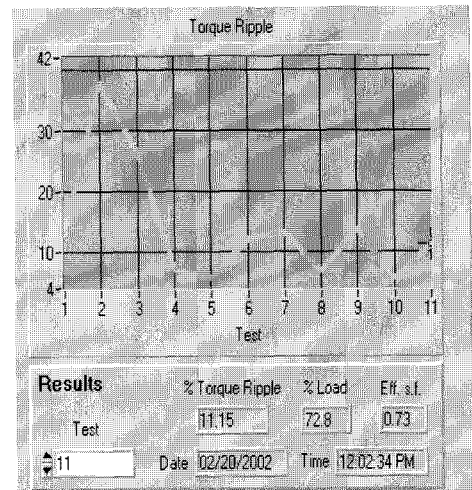 Torque Ripple
42
30
20
10
4
1 2 3 4 5 6 7 8 9 10 11
Test
Results
% Torque Ripple % Load Eff. s.f.
Test
11.15 72.8 0.73
11
Date 02/20/2002 Time 12:02:34 PM